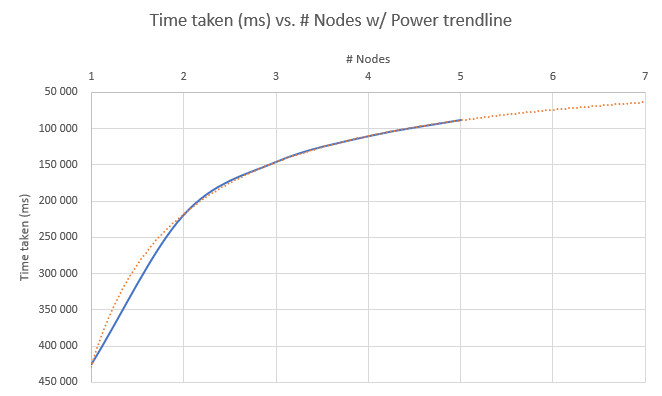 Time taken (ms) vs. # Nodes w/ Power trendline
# Nodes
1 2 3 4 5 6 7
50 000
100 000
150 000
200 000
250 000
300 000
350 000
400 000
450 000
Time taken (ms)